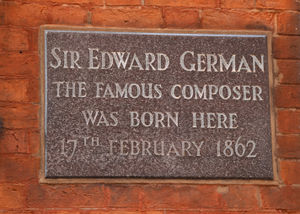 Sir Edward German
the famous composer
was born here
17th February 1862